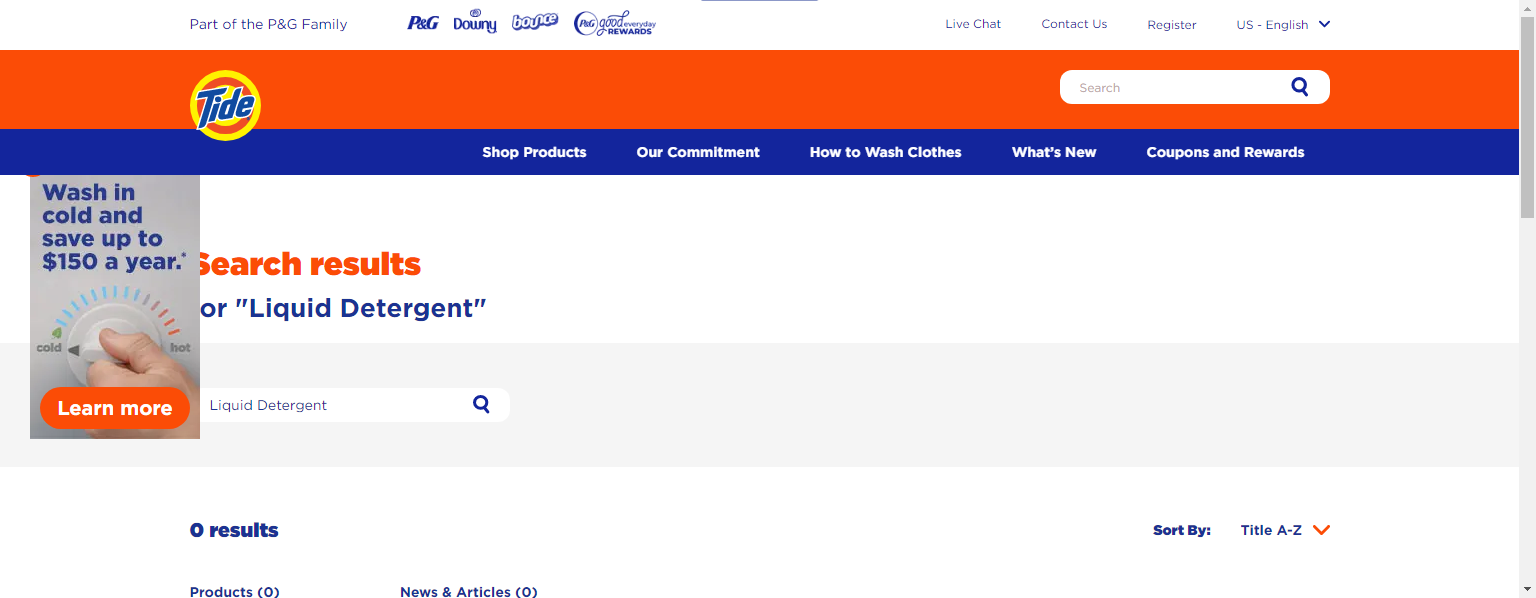 Part of the P&G Family
P&G
Downy
bounce
P&G good everyday
REWARDS
Live Chat
Contact Us
Register
US - English
Tide
Search
Shop Products
Our Commitment
How to Wash Clothes
What's New
Coupons and Rewards
Wash in
cold and
save up to
$150 a year.*
cold
hot
Learn more
Search results
or "Liquid Detergent"
Liquid Detergent
0 results
Sort By:
Title A-Z
Products (0)
News & Articles (0)